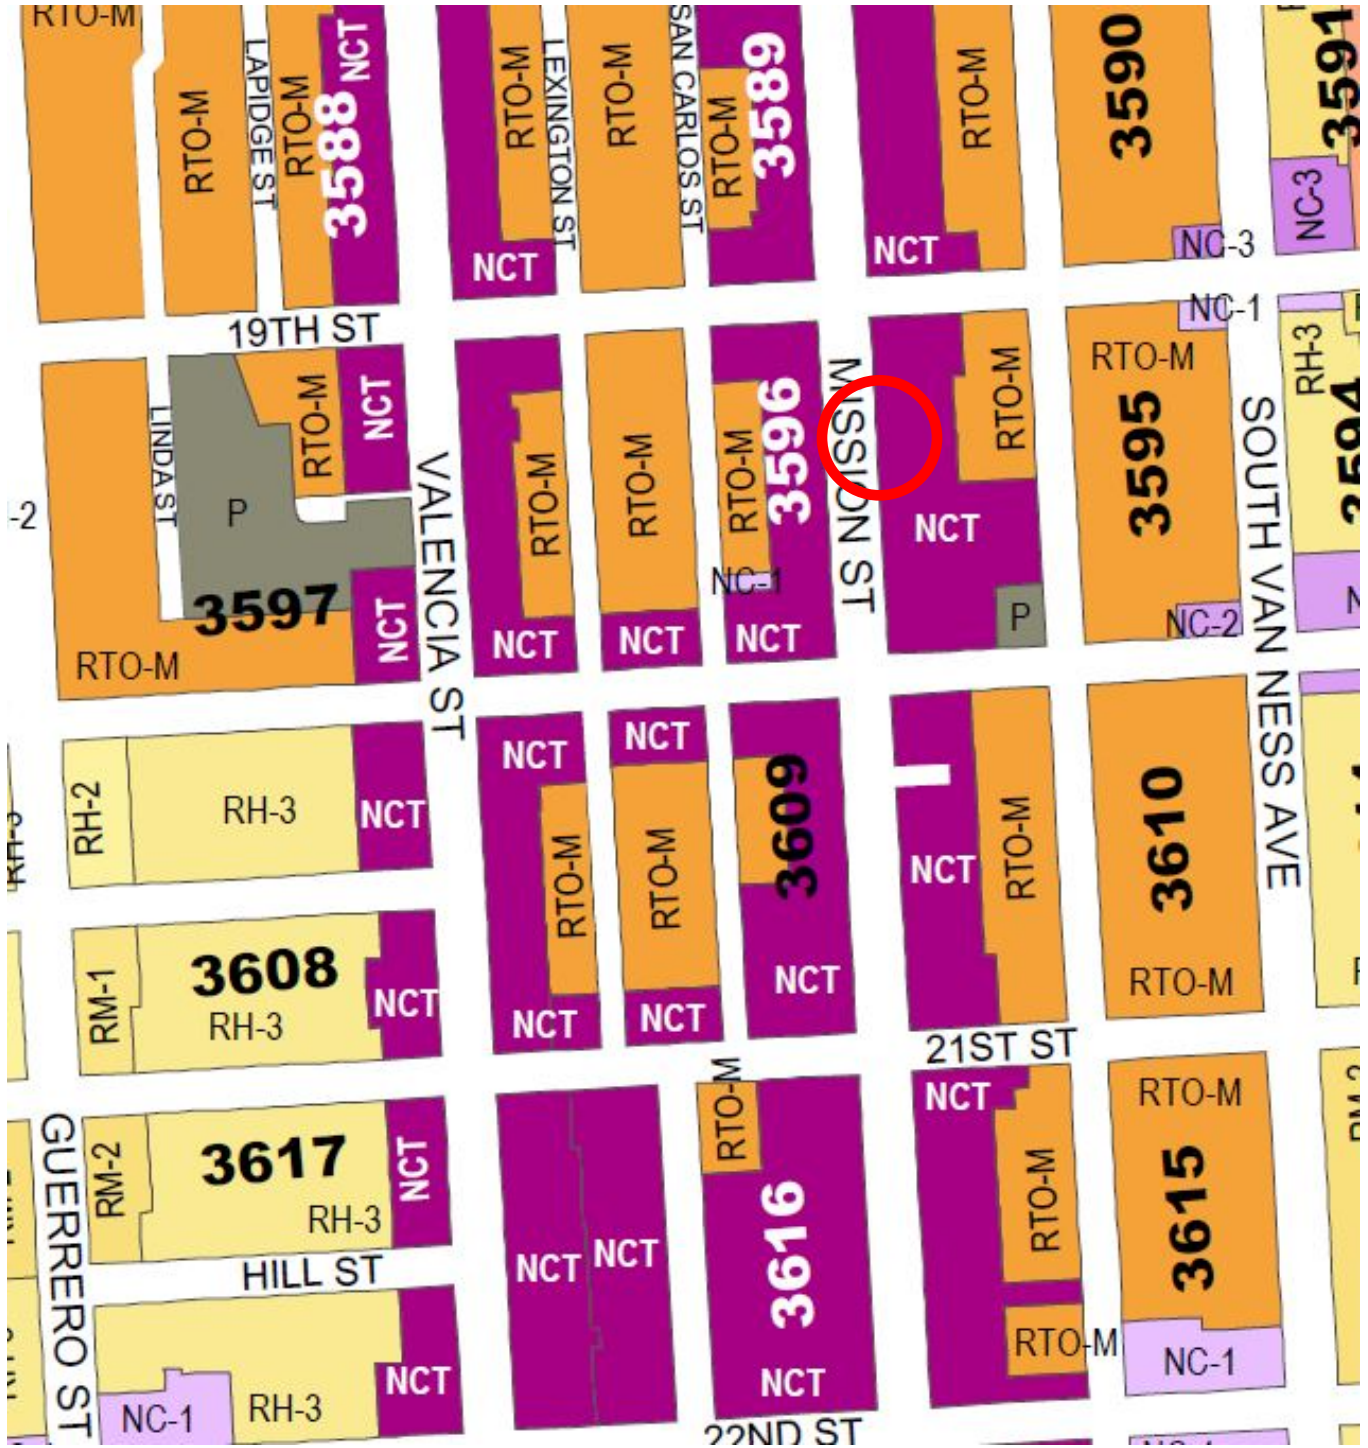 RTO-M
LAPIDGE ST
RTO-M
RTO-M
3588
NCT
LEXINGTON ST
RTO-M
RTO-M
SAN CARLOS ST
RTO-M
3589
RTO-M
3590
3591
NC-3
NCT
NCT
NC-3
19TH ST
NC-1
RH-3
RTO-M
RTO-M
NCT
LINDA ST
P
-2
3597
RTO-M
NCT
VALENCIA ST
RTO-M
RTO-M
RTO-M
3596
NC-1
MISSION ST
RTO-M
NCT
P
3595
NC-2
SOUTH VAN NESS AVE
3594
NCT
NCT
NCT
RH-2
RH-3
NCT
NCT
NCT
RTO-M
RTO-M
3609
NCT
NCT
RTO-M
3610
RTO-M
RM-1
3608
RH-3
NCT
NCT
NCT
21ST ST
GUERRERO ST
RM-2
3617
RH-3
NCT
NCT
NCT
RTO-M
3616
NCT
NCT
RTO-M
RTO-M
3615
RTO-M
NC-1
HILL ST
NC-1
RH-3
NCT
22ND ST